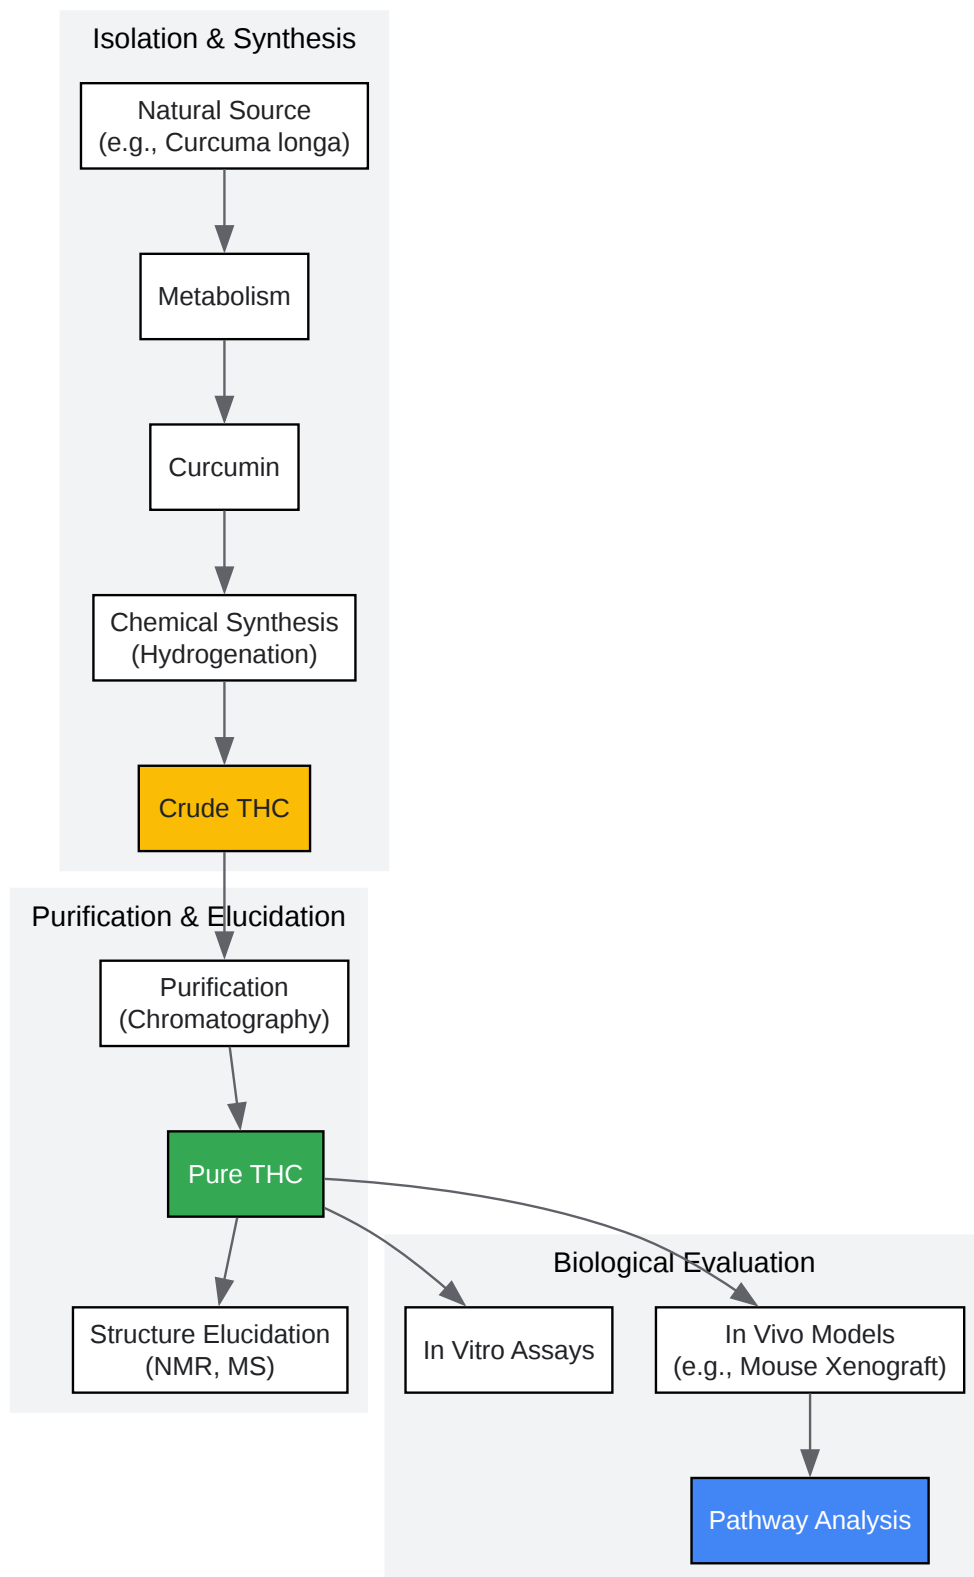 Isolation & Synthesis
Natural Source
(e.g., Curcuma longa)
Metabolism
Curcumin
Chemical Synthesis
(Hydrogenation)
Crude THC
Purification & Elucidation
Purification
(Chromatography)
Pure THC
Structure Elucidation
(NMR, MS)
Biological Evaluation
In Vitro Assays
In Vivo Models
(e.g., Mouse Xenograft)
Pathway Analysis